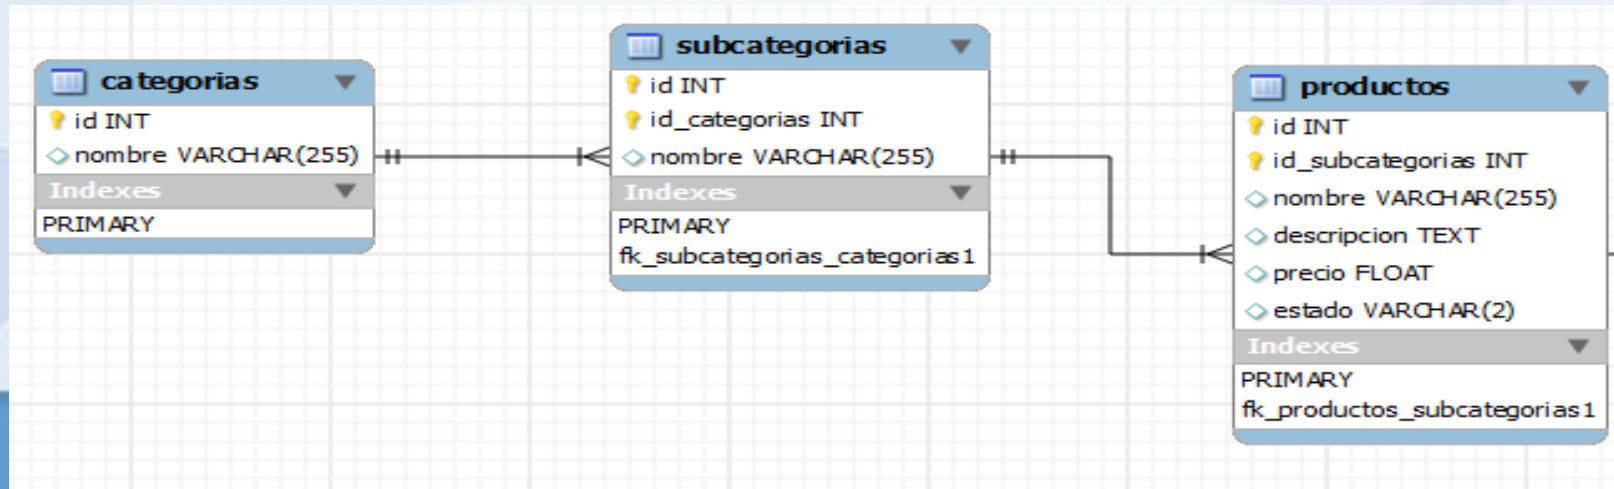 categorias
id INT
nombre VARCHAR(255)
Indexes
PRIMARY
subcategorias
id INT
id_categorias INT
nombre VARCHAR(255)
Indexes
PRIMARY
fk_subcategorias_categorias1
productos
id INT
id_subcategorias INT
nombre VARCHAR(255)
descripcion TEXT
precio FLOAT
estado VARCHAR(2)
Indexes
PRIMARY
fk_productos_subcategorias1